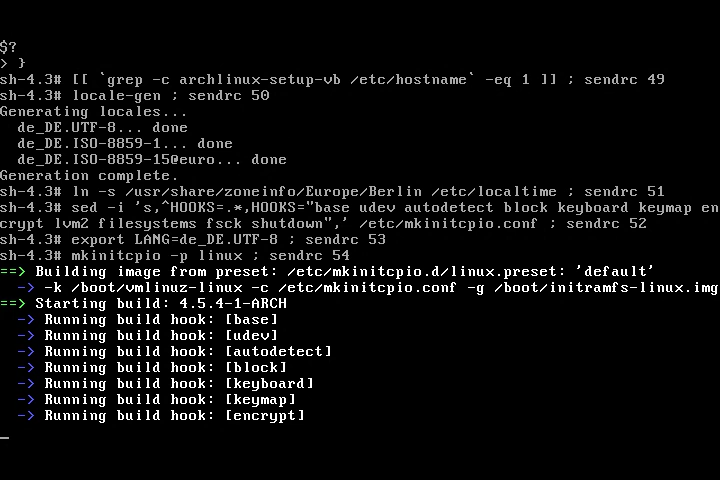 $?
> }
sh-4.3# [[ `grep -c archlinux-setup-vb /etc/hostname` -eq 1 ]] ; sendrc 49
sh-4.3# locale-gen ; sendrc 50
Generating locales...
  de_DE.UTF-8... done
  de_DE.ISO-8859-1... done
  de_DE.ISO-8859-15@euro... done
Generation complete.
sh-4.3# ln -s /usr/share/zoneinfo/Europe/Berlin /etc/localtime ; sendrc 51
sh-4.3# sed -i 's,^HOOKS=.*,HOOKS="base udev autodetect block keyboard keymap en
crypt lvm2 filesystems fsck shutdown",' /etc/mkinitcpio.conf ; sendrc 52
sh-4.3# export LANG=de_DE.UTF-8 ; sendrc 53
sh-4.3# mkinitcpio -p linux ; sendrc 54
==> Building image from preset: /etc/mkinitcpio.d/linux.preset: 'default'
  -> -k /boot/vmlinuz-linux -c /etc/mkinitcpio.conf -g /boot/initramfs-linux.img
==> Starting build: 4.5.4-1-ARCH
  -> Running build hook: [base]
  -> Running build hook: [udev]
  -> Running build hook: [autodetect]
  -> Running build hook: [block]
  -> Running build hook: [keyboard]
  -> Running build hook: [keymap]
  -> Running build hook: [encrypt]